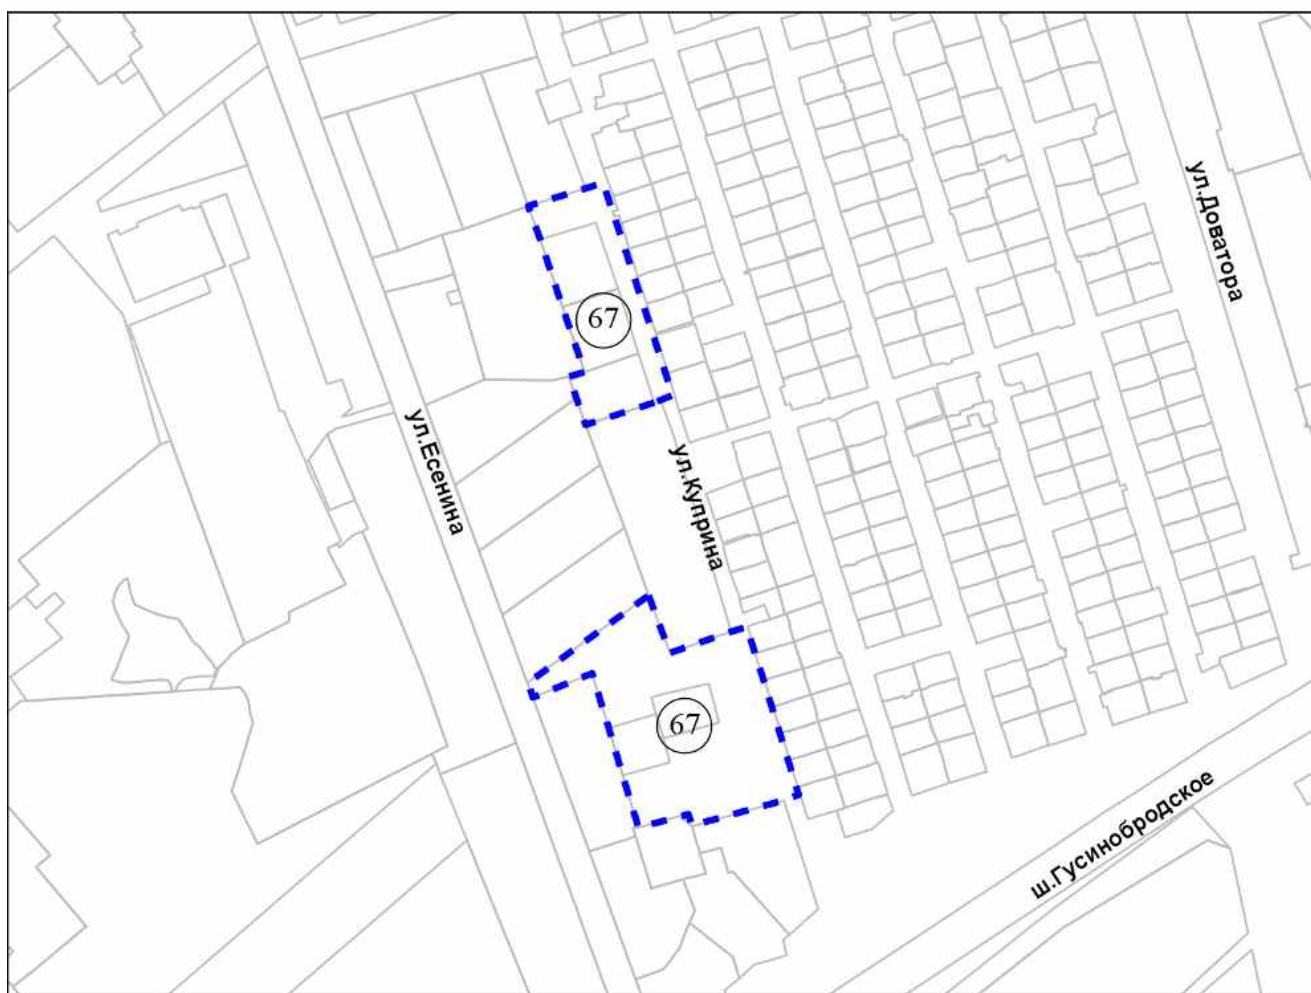 ул.Доватора
67
ул.Есенина
ул.Куприна
67
ш.Гусинобродское